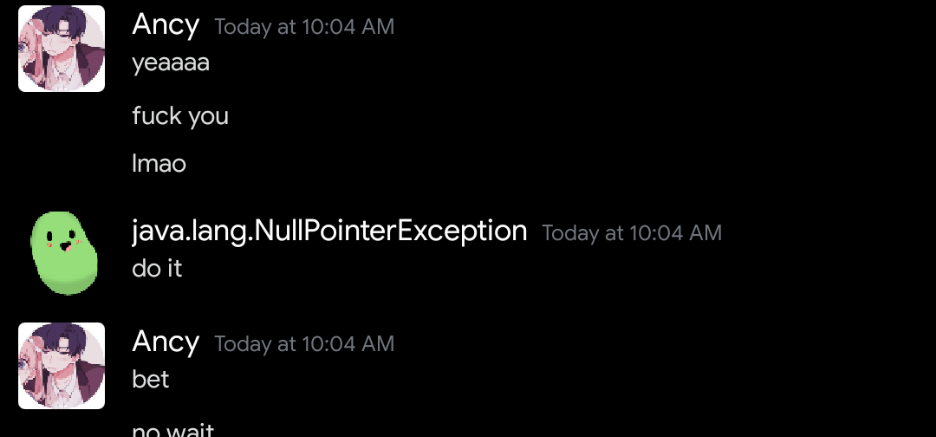 Ancy Today at 10:04 AM
yeaaaa
fuck you
lmao
java.lang.NullPointerException Today at 10:04 AM
do it
Ancy Today at 10:04 AM
bet
no wait